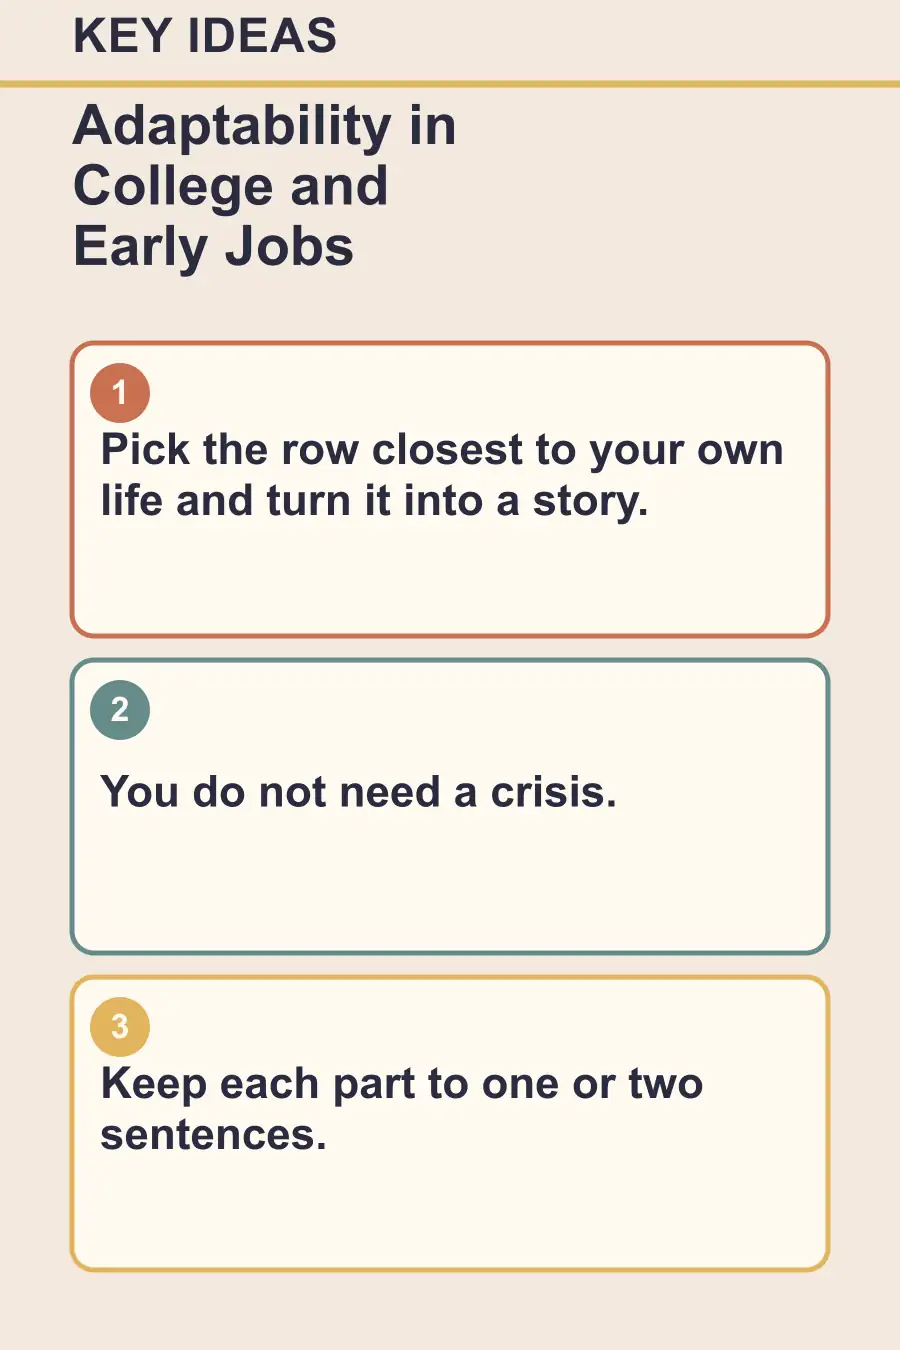 KEY IDEAS
Adaptability in
College and
Early Jobs
1
Pick the row closest to your own
life and turn it into a story.
2
You do not need a crisis.
3
Keep each part to one or two
sentences.